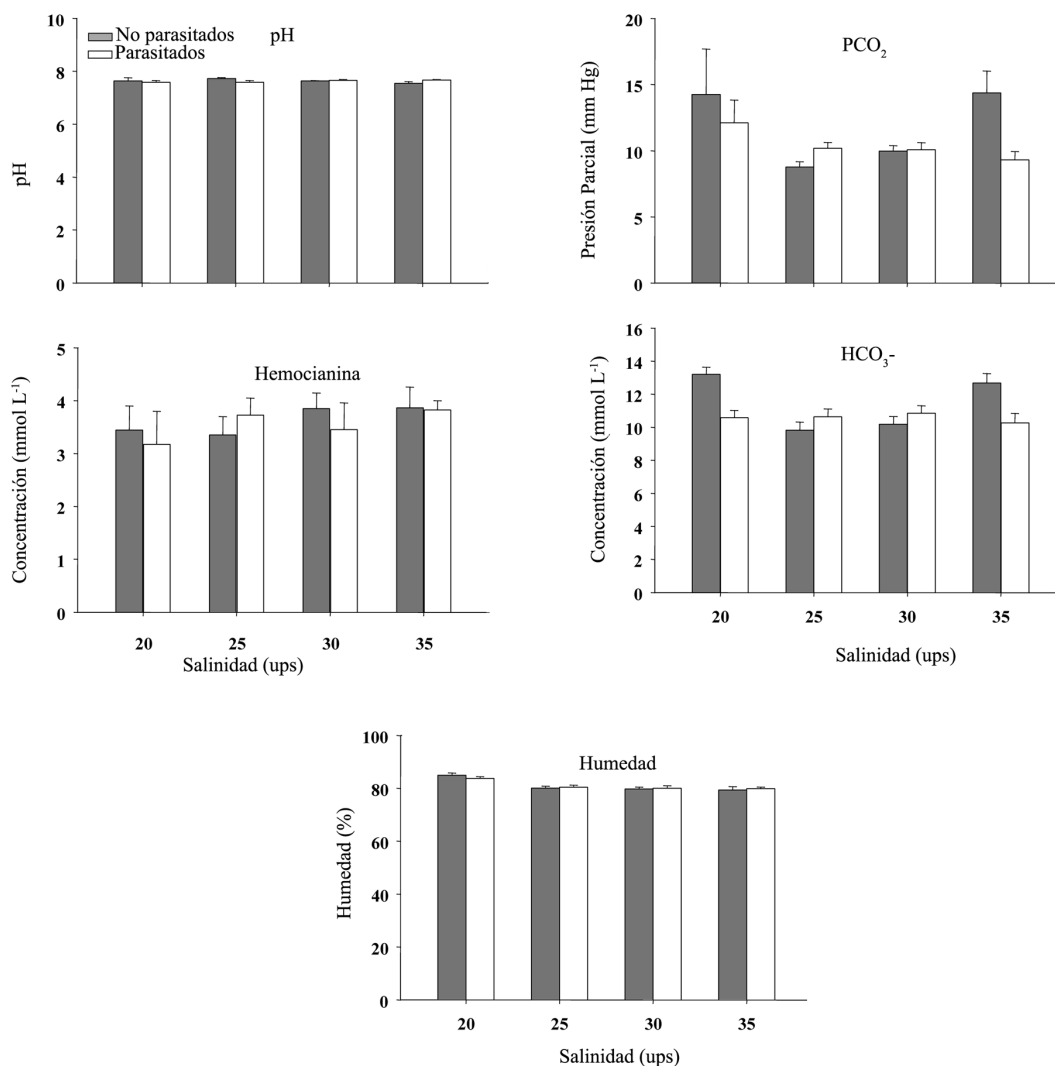 10
8
6
4
2
0
pH
No parasitados
Parasitados
pH
20
15
10
5
0
Presión Parcial (mm Hg)
PCO₂
5
4
3
2
1
0
Concentración (mmol L⁻¹)
Hemocianina
20 25 30 35
Salinidad (ups)
16
14
12
10
8
6
4
2
0
Concentración (mmol L⁻¹)
HCO₃-
20 25 30 35
Salinidad (ups)
100
80
60
40
20
0
Humedad (%)
Humedad
20 25 30 35
Salinidad (ups)